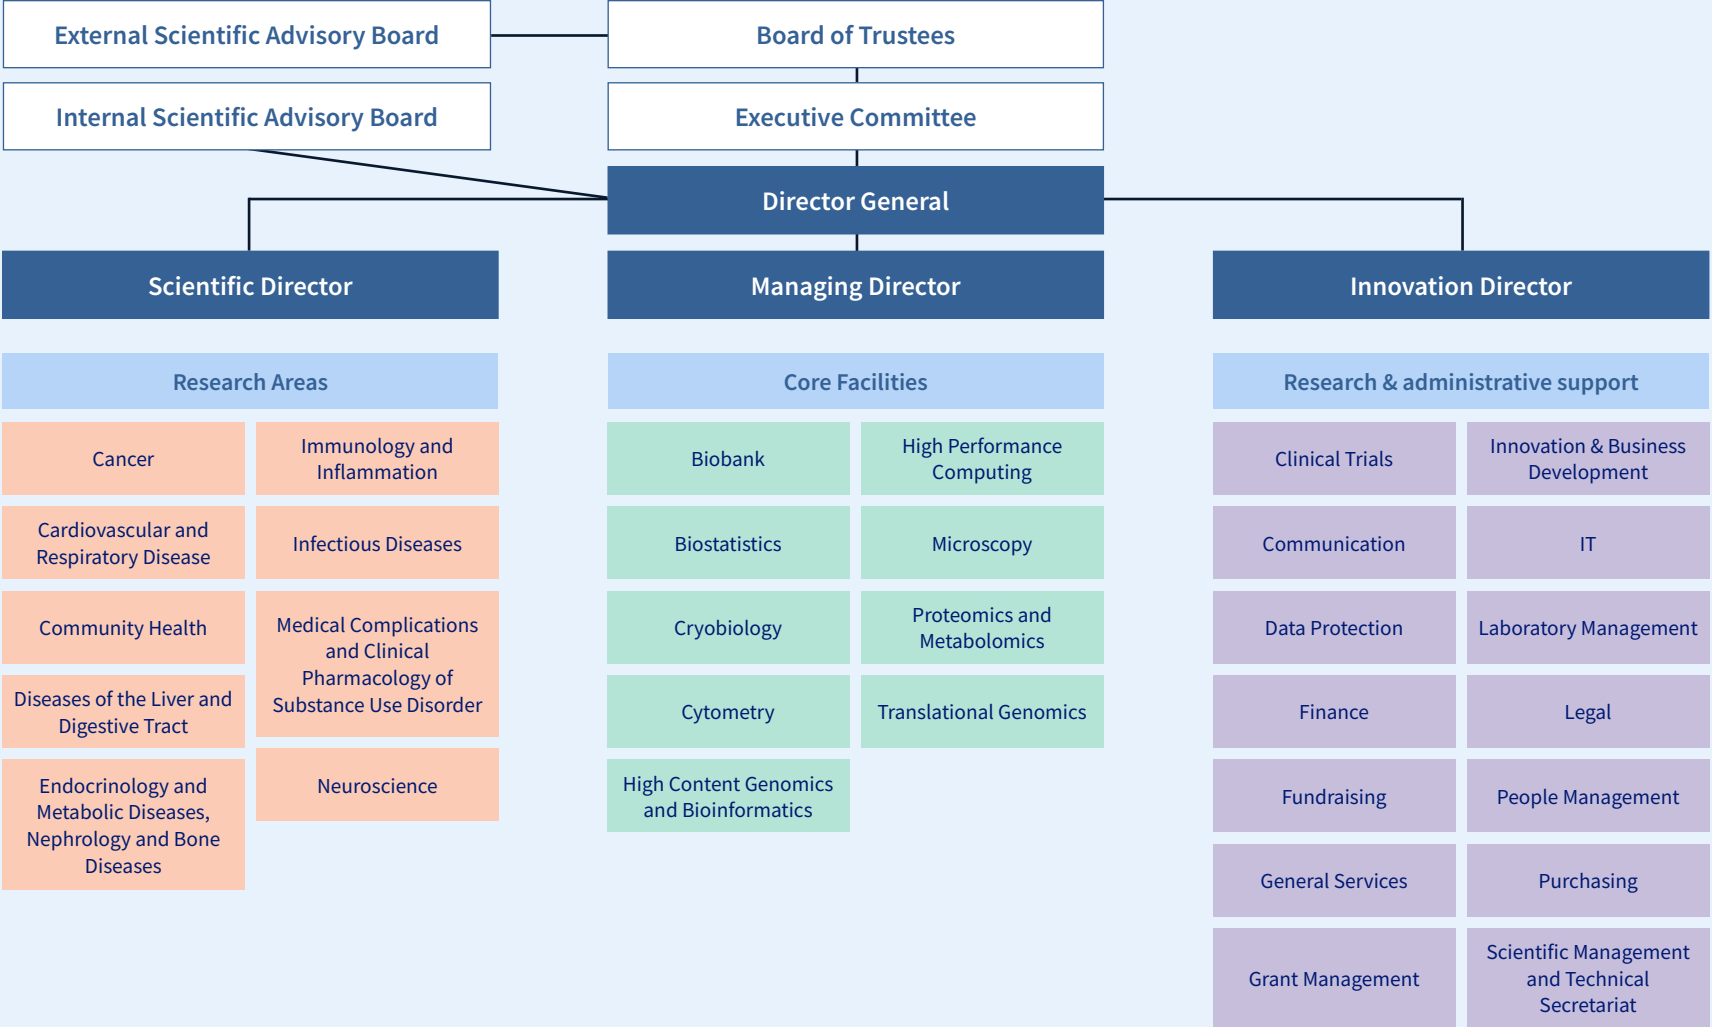 External Scientific Advisory Board
Board of Trustees
Internal Scientific Advisory Board
Executive Committee
Director General
Scientific Director
Managing Director
Innovation Director
Research Areas
Core Facilities
Research & administrative support
Cancer
Immunology and
Inflammation
Cardiovascular and
Respiratory Disease
Infectious Diseases
Community Health
Medical Complications
and Clinical
Pharmacology of
Substance Use Disorder
Diseases of the Liver and
Digestive Tract
Endocrinology and
Metabolic Diseases,
Nephrology and Bone
Diseases
Neuroscience
Biobank
High Performance
Computing
Biostatistics
Microscopy
Cryobiology
Proteomics and
Metabolomics
Cytometry
Translational Genomics
High Content Genomics
and Bioinformatics
Clinical Trials
Innovation & Business
Development
Communication
IT
Data Protection
Laboratory Management
Finance
Legal
Fundraising
People Management
General Services
Purchasing
Grant Management
Scientific Management
and Technical
Secretariat